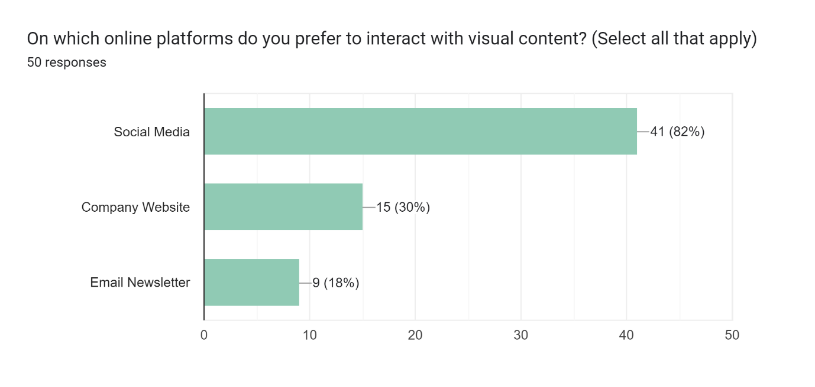 On which online platforms do you prefer to interact with visual content? (Select all that apply)
50 responses
Social Media
41 (82%)
Company Website
15 (30%)
Email Newsletter
9 (18%)
0 10 20 30 40 50